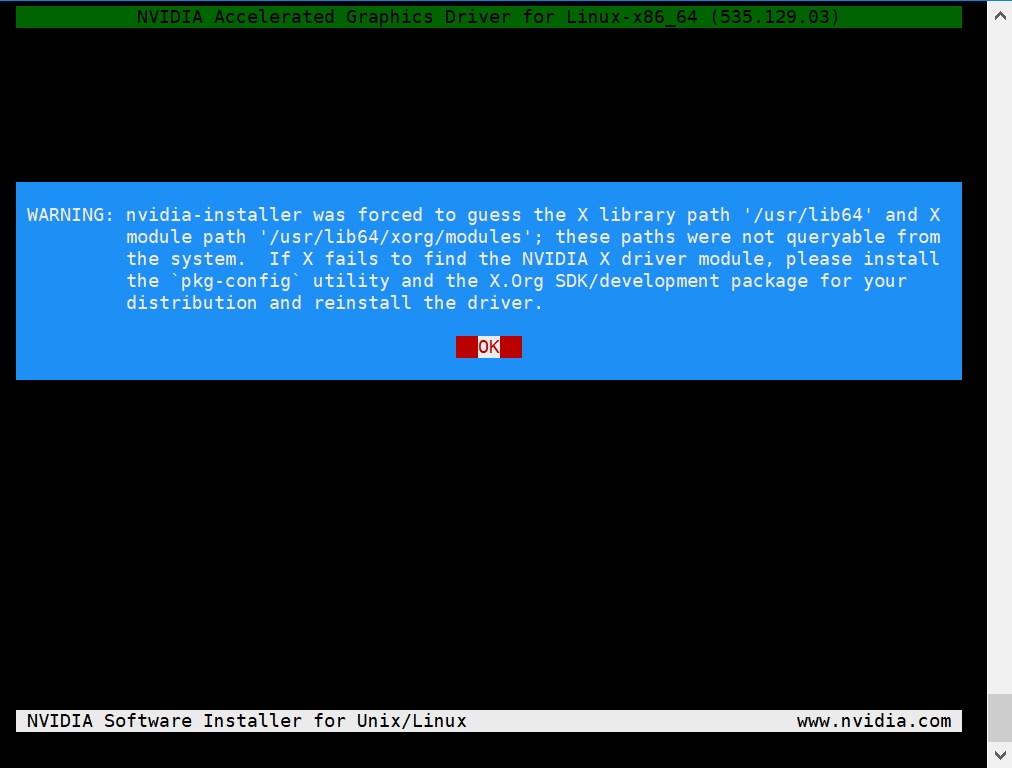 NVIDIA Accelerated Graphics Driver for Linux-x86_64 (535.129.03)
WARNING: nvidia-installer was forced to guess the X library path '/usr/lib64' and X
module path '/usr/lib64/xorg/modules'; these paths were not queryable from
the system.  If X fails to find the NVIDIA X driver module, please install
the `pkg-config` utility and the X.Org SDK/development package for your
distribution and reinstall the driver.
OK
NVIDIA Software Installer for Unix/Linux www.nvidia.com